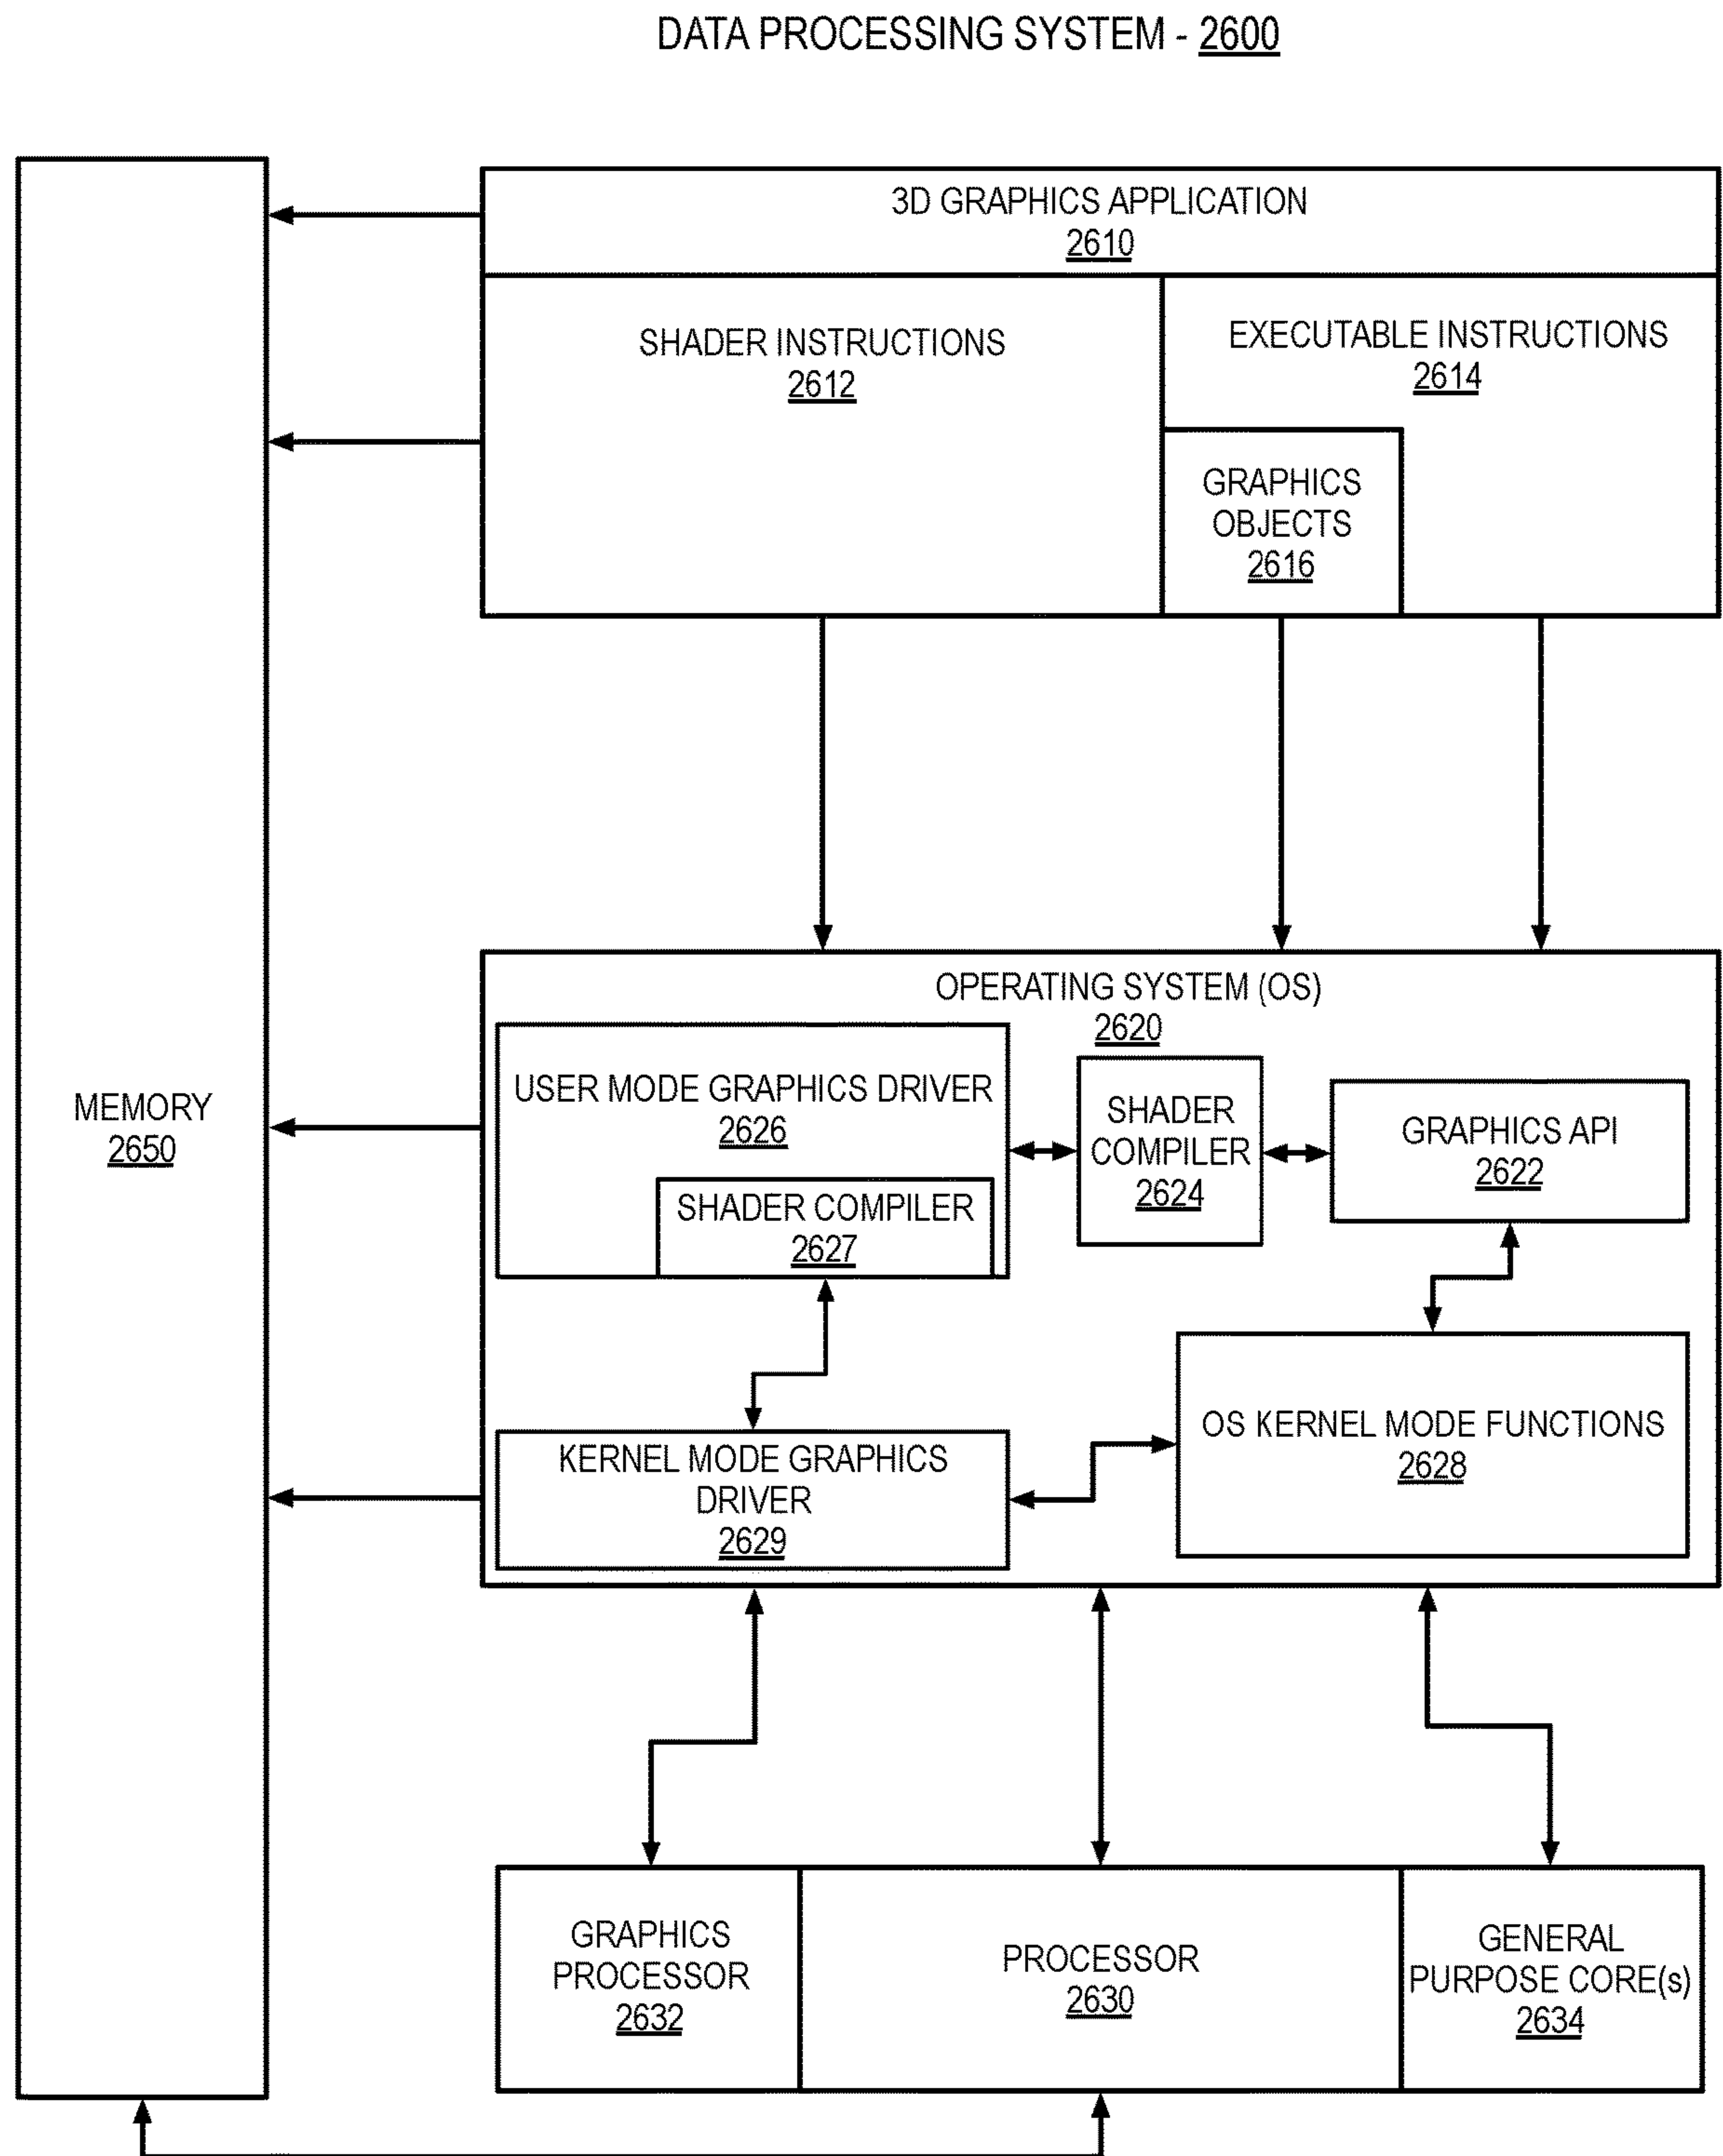 DATA PROCESSING SYSTEM - 2600
3D GRAPHICS APPLICATION
2610
SHADER INSTRUCTIONS
2612
EXECUTABLE INSTRUCTIONS
2614
GRAPHICS
OBJECTS
2616
MEMORY
2650
OPERATING SYSTEM (OS)
2620
USER MODE GRAPHICS DRIVER
2626
SHADER COMPILER
2627
SHADER
COMPILER
2624
GRAPHICS API
2622
KERNEL MODE GRAPHICS
DRIVER
2629
OS KERNEL MODE FUNCTIONS
2628
GRAPHICS
PROCESSOR
2632
PROCESSOR
2630
GENERAL
PURPOSE CORE(s)
2634